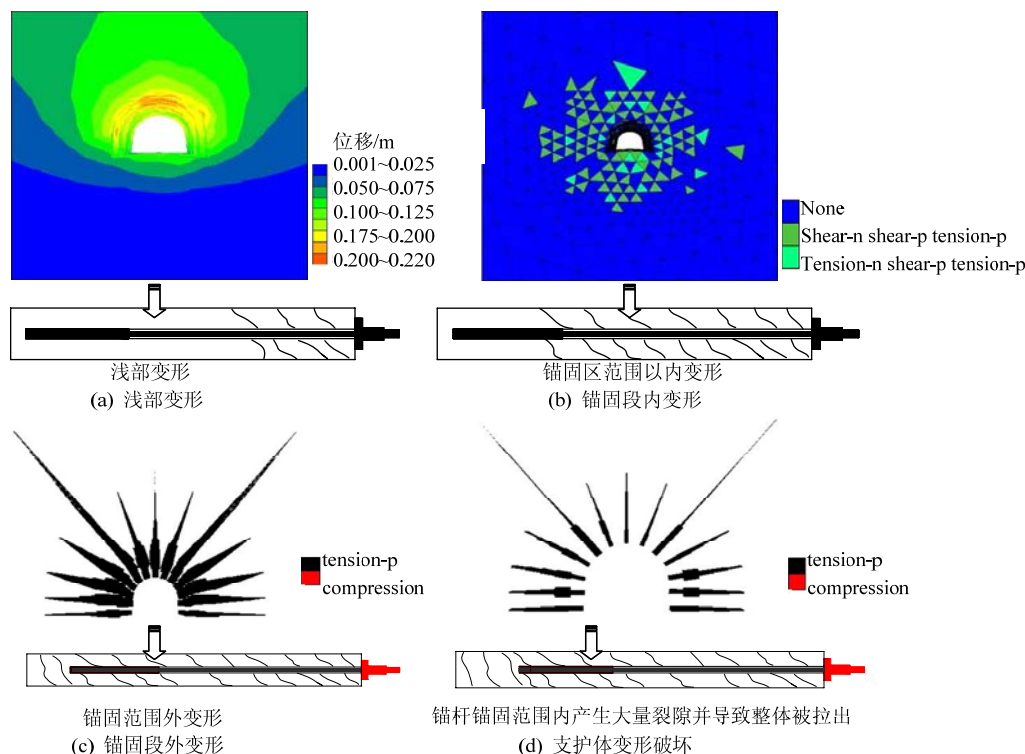 位移/m
0.001~0.025
0.050~0.075
0.100~0.125
0.175~0.200
0.200~0.220
None
Shear-n shear-p tension-p
Tension-n shear-p tension-p
浅部变形
(a) 浅部变形
锚固区范围以内变形
(b) 锚固段内变形
tension-p
compression
tension-p
compression
锚固范围外变形
(c) 锚固段外变形
锚杆锚固范围内产生大量裂隙并导致整体被拉出
(d) 支护体变形破坏